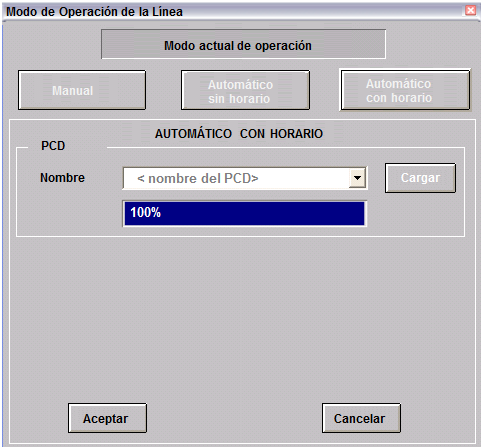 Modo de Operación de la Línea
Modo actual de operación
Manual
Automático
sin horario
Automático
con horario
AUTOMÁTICO CON HORARIO
PCD
Nombre
< nombre del PCD>
Cargar
100%
Aceptar
Cancelar